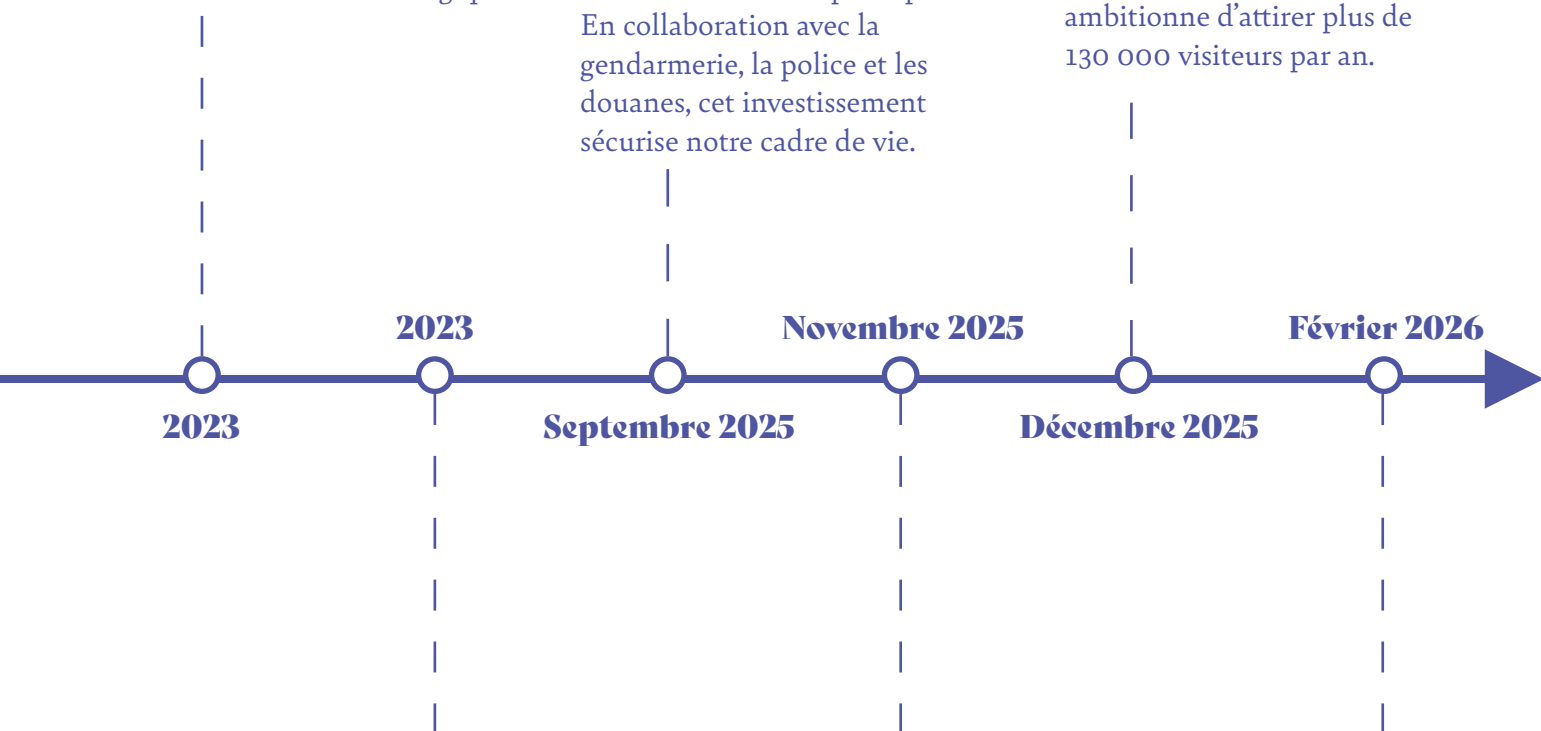 En collaboration avec la
gendarmerie, la police et les
douanes, cet investissement
sécurise notre cadre de vie.
ambitionne d'attirer plus de
130 000 visiteurs par an.
2023
2023
Septembre 2025
Novembre 2025
Décembre 2025
Février 2026